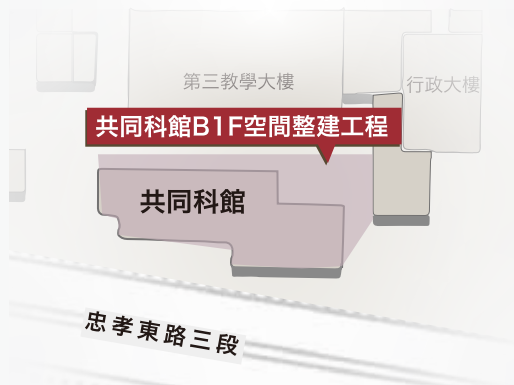 第三教學大樓
行政大樓
共同科館B1F空間整建工程
共同科館
忠孝東路三段